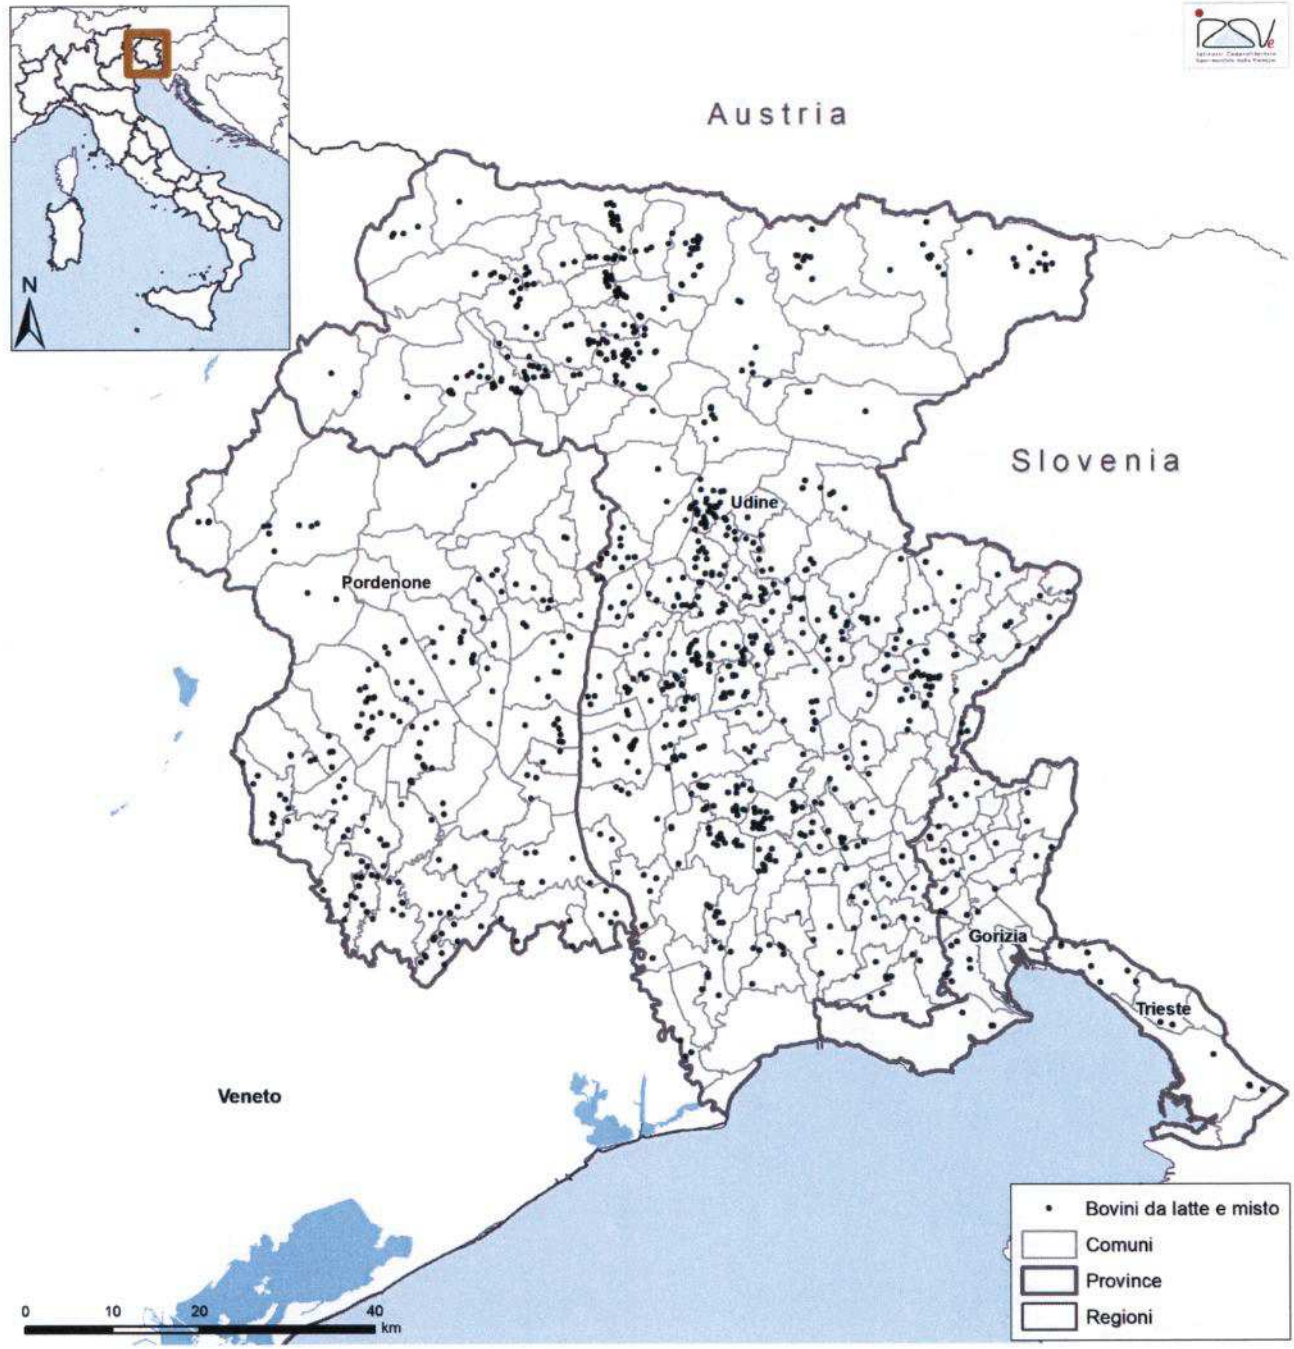 N
IZSVe
Austria
Slovenia
Udine
Pordenone
Gorizia
Trieste
Veneto
Bovini da latte e misto
Comuni
Province
Regioni
0 10 20 40
km